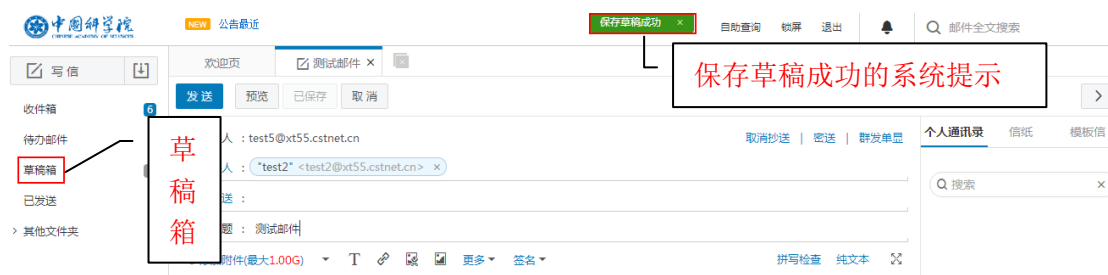 中国科学院
CHINESE ACADEMY OF SCIENCES
NEW 公告最近
保存草稿成功 ×
自助查询 锁屏 退出
邮件全文搜索
写信
欢迎页
测试邮件 ×
保存草稿成功的系统提示
发送 预览 已保存 取消
收件箱 6
待办邮件
草稿箱
已发送
其他文件夹
草稿箱
人 : test5@xt55.cstnet.cn
取消抄送 | 密送 | 群发单显
人 : "test2" <test2@xt55.cstnet.cn> ×
送 :
题 : 测试邮件
附件(最大1.00G) T 更多 签名
拼写检查 纯文本
个人通讯录 信纸 模板信
搜索 ×